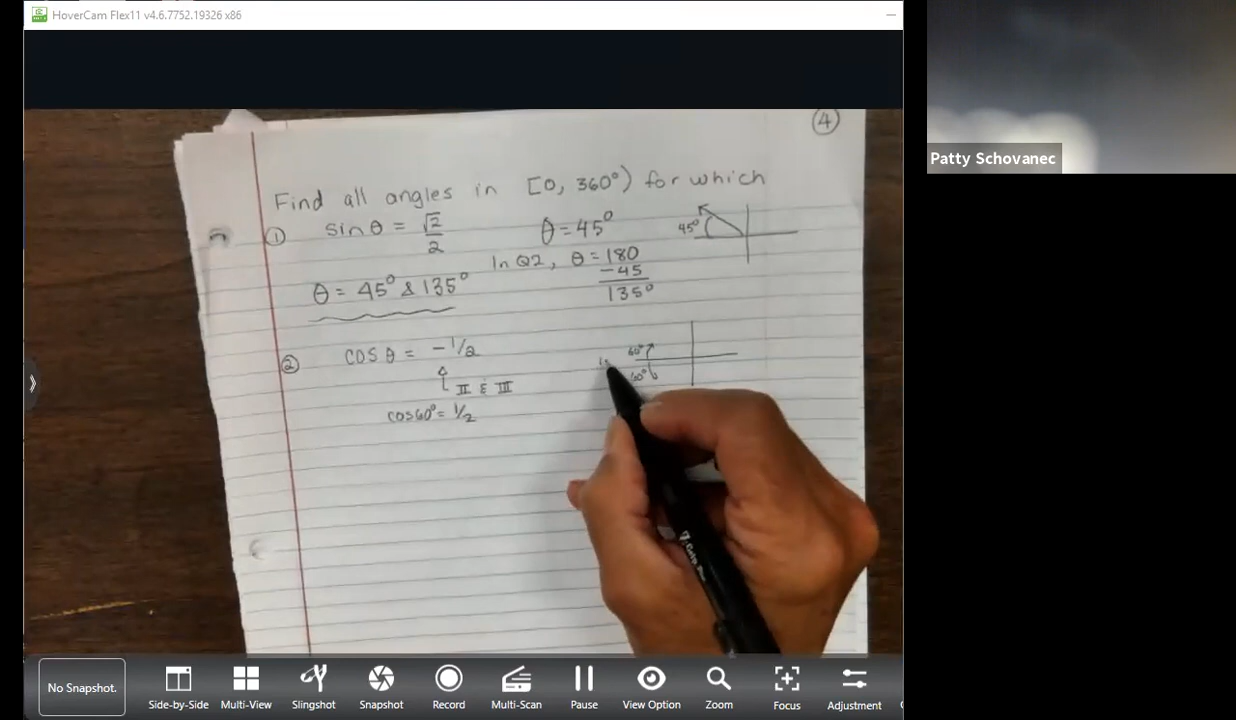 HoverCam Flex11 v4.6.7752.19326 x86
Patty Schovanec
4
Find all angles in [0, 360°) for which
① sin θ = √2/2
θ = 45°
45°
In Q2, θ = 180
-45
135°
θ = 45° & 135°
② cos θ = -1/2
60°
60°
II & III
cos60° = 1/2
No Snapshot.
Side-by-Side
Multi-View
Slingshot
Snapshot
Record
Multi-Scan
Pause
View Option
Zoom
Focus
Adjustment